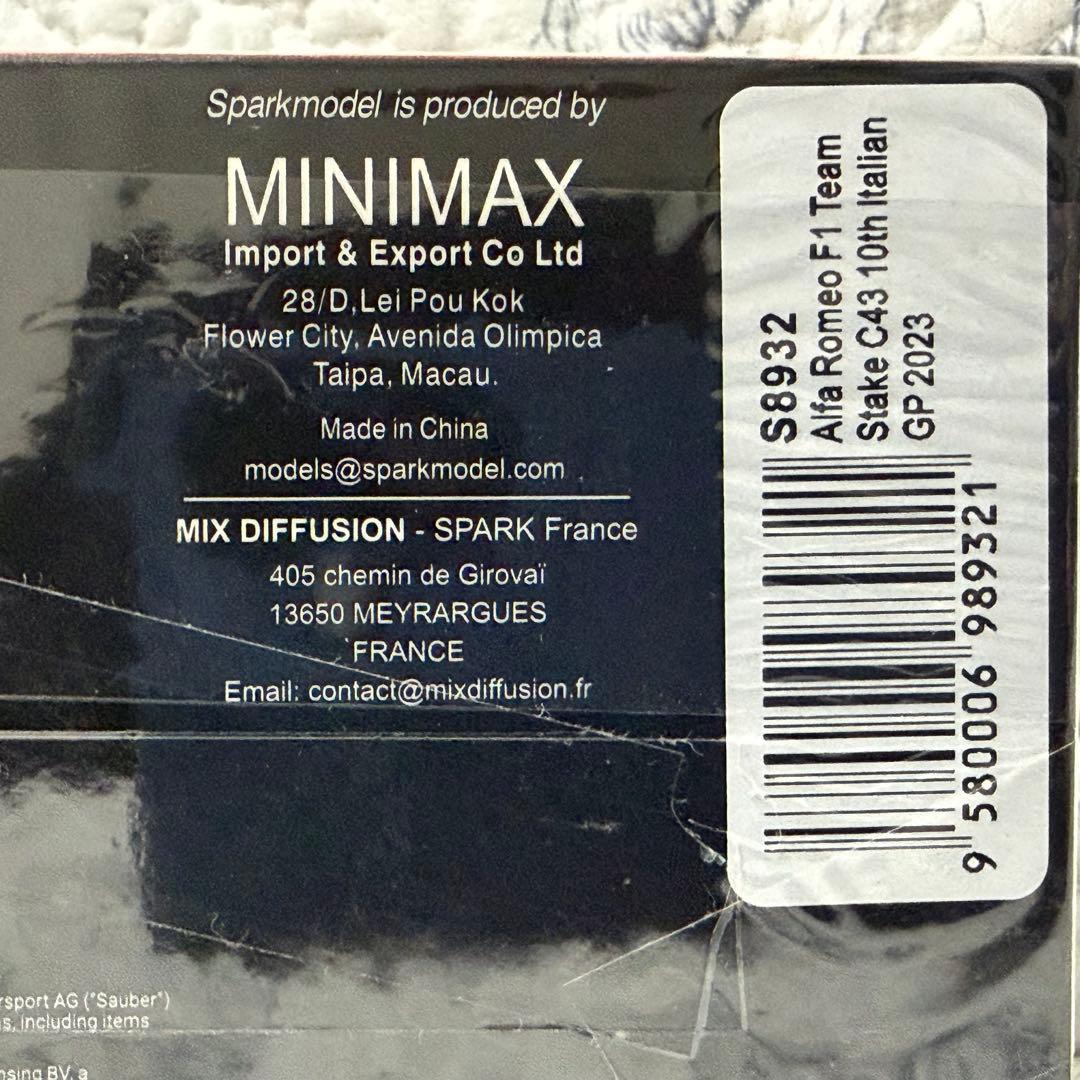 Sparkmodel is produced by
MINIMAX
Import & Export Co Ltd
28/D,Lei Pou Kok
Flower City, Avenida Olimpica
Taipa, Macau.
Made in China
models@sparkmodel.com
MIX DIFFUSION - SPARK France
405 chemin de Girovaï
13650 MEYRARGUES
FRANCE
Email: contact@mixdiffusion.fr
S8932
Alfa Romeo F1 Team
Stake C43 10th Italian
GP 2023
9 580006 989321
AG ("Sauber")
including items
BV, a